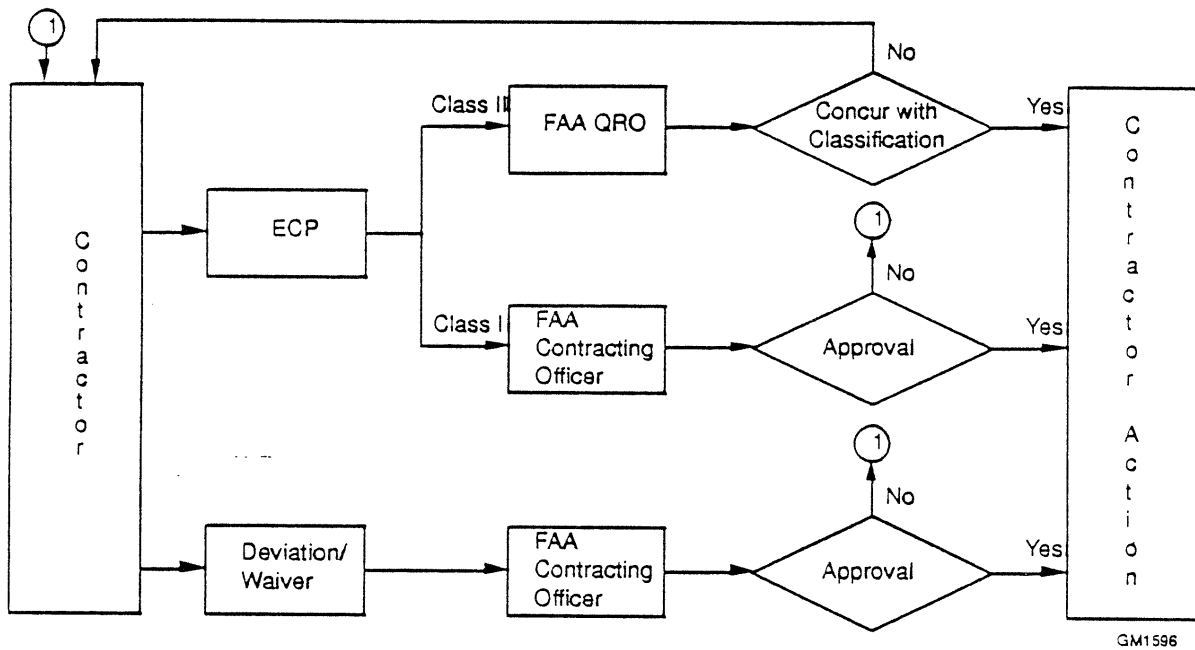 1
No
Class II
FAA QRO
Concur with
Classification
Yes
Contractor
ECP
1
No
Class I
FAA
Contracting
Officer
Approval
Yes
Contractor Action
1
No
Deviation/
Waiver
FAA
Contracting
Officer
Approval
Yes
GM1596